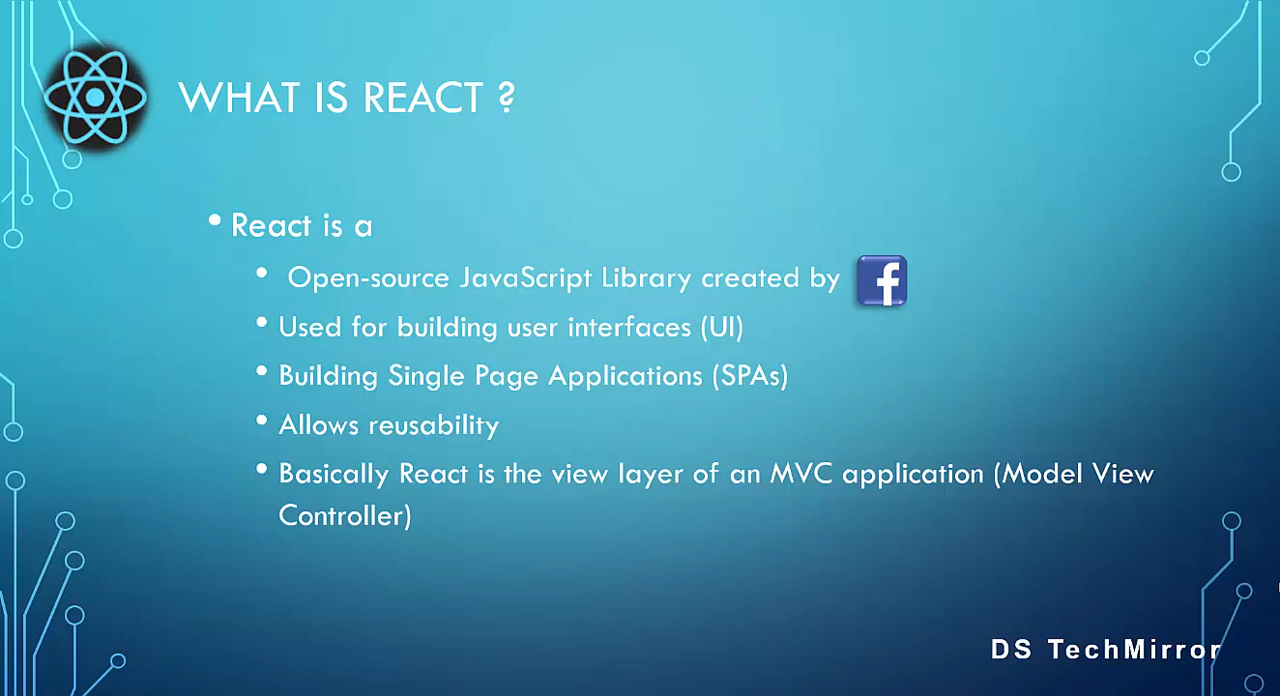 WHAT IS REACT ?
• React is a
• Open-source JavaScript Library created by f
• Used for building user interfaces (UI)
• Building Single Page Applications (SPAs)
• Allows reusability
• Basically React is the view layer of an MVC application (Model View
Controller)
DS TechMirror